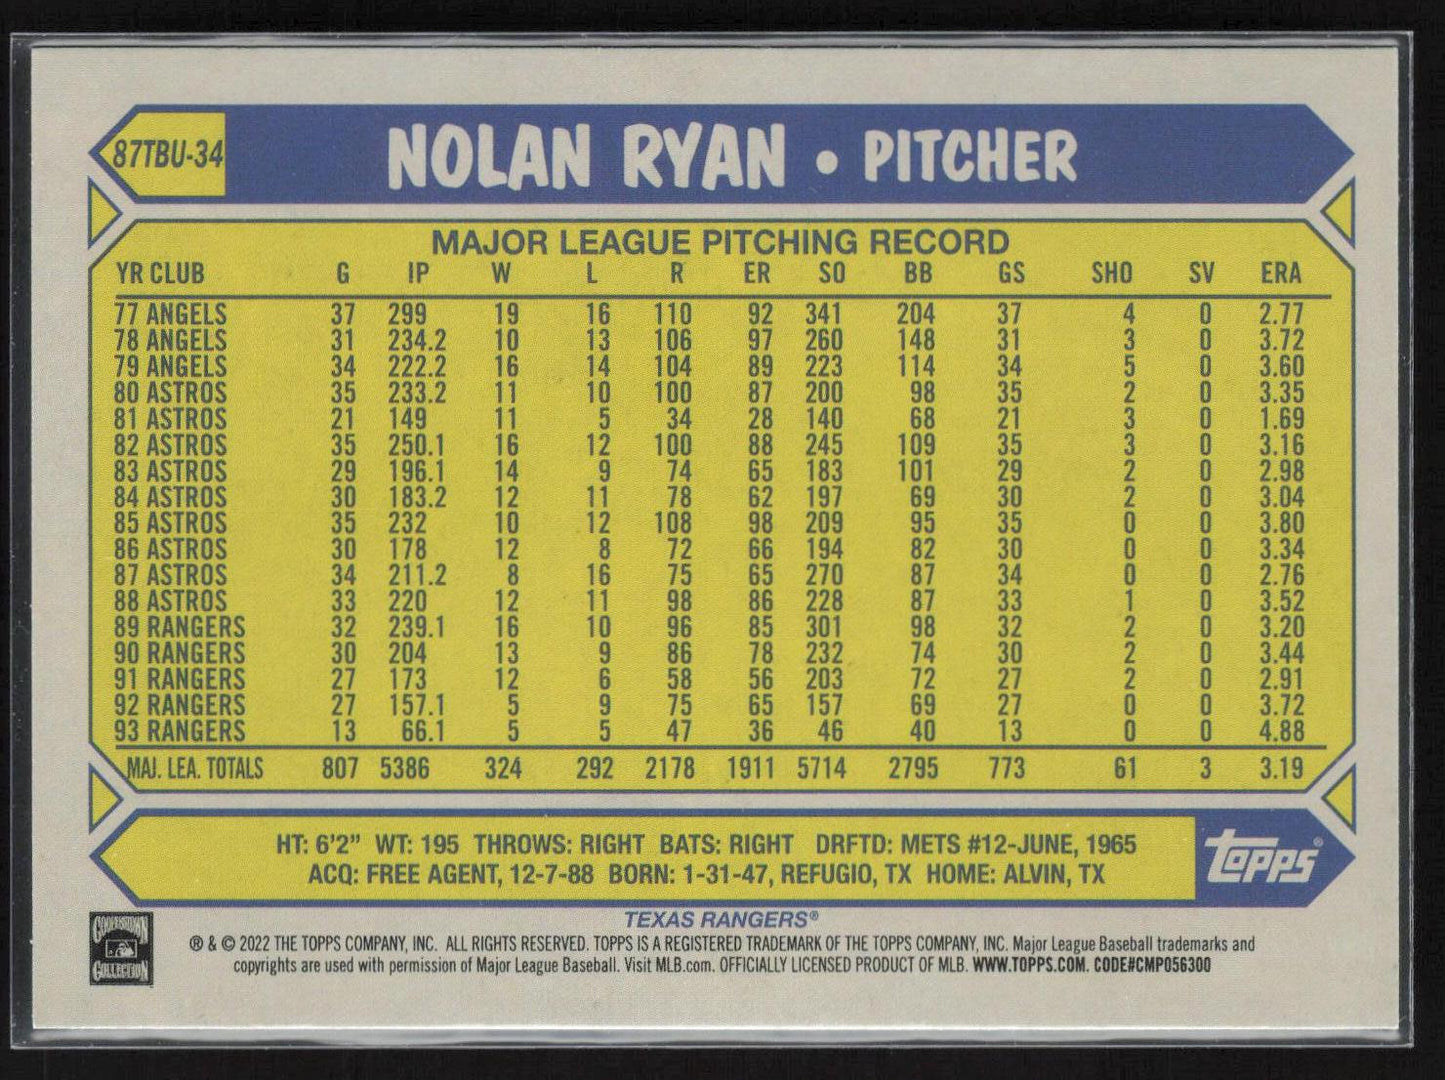 87TBU-34
NOLAN RYAN • PITCHER
MAJOR LEAGUE PITCHING RECORD
YR CLUB G IP W L R ER SO BB GS SHO SV ERA
77 ANGELS 37 299 19 16 110 92 341 204 37 4 0 2.77
78 ANGELS 31 234.2 10 13 106 97 260 148 31 3 0 3.72
79 ANGELS 34 222.2 16 14 104 89 223 114 34 5 0 3.60
80 ASTROS 35 233.2 11 10 100 87 200 98 35 2 0 3.35
81 ASTROS 21 149 11 5 34 28 140 68 21 3 0 1.69
82 ASTROS 35 250.1 16 12 100 88 245 109 35 3 0 3.16
83 ASTROS 29 196.1 14 9 74 65 183 101 29 2 0 2.98
84 ASTROS 30 183.2 12 11 78 62 197 69 30 2 0 3.04
85 ASTROS 35 232 10 12 108 98 209 95 35 0 0 3.80
86 ASTROS 30 178 12 8 72 66 194 82 30 0 0 3.34
87 ASTROS 34 211.2 8 16 75 65 270 87 34 0 0 2.76
88 ASTROS 33 220 12 11 98 86 228 87 33 1 0 3.52
89 RANGERS 32 239.1 16 10 96 85 301 98 32 2 0 3.20
90 RANGERS 30 204 13 9 86 78 232 74 30 2 0 3.44
91 RANGERS 27 173 12 6 58 56 203 72 27 2 0 2.91
92 RANGERS 27 157.1 5 9 75 65 157 69 27 0 0 3.72
93 RANGERS 13 66.1 5 5 47 36 46 40 13 0 0 4.88
MAJ. LEA. TOTALS 807 5386 324 292 2178 1911 5714 2795 773 61 3 3.19
HT: 6'2" WT: 195 THROWS: RIGHT BATS: RIGHT DRFTD: METS #12-JUNE, 1965
ACQ: FREE AGENT, 12-7-88 BORN: 1-31-47, REFUGIO, TX HOME: ALVIN, TX
topps®
TEXAS RANGERS®
COOPERSTOWN
COLLECTION
® & © 2022 THE TOPPS COMPANY, INC. ALL RIGHTS RESERVED. TOPPS IS A REGISTERED TRADEMARK OF THE TOPPS COMPANY, INC. Major League Baseball trademarks and
copyrights are used with permission of Major League Baseball. Visit MLB.com. OFFICIALLY LICENSED PRODUCT OF MLB. WWW.TOPPS.COM. CODE#CMP056300